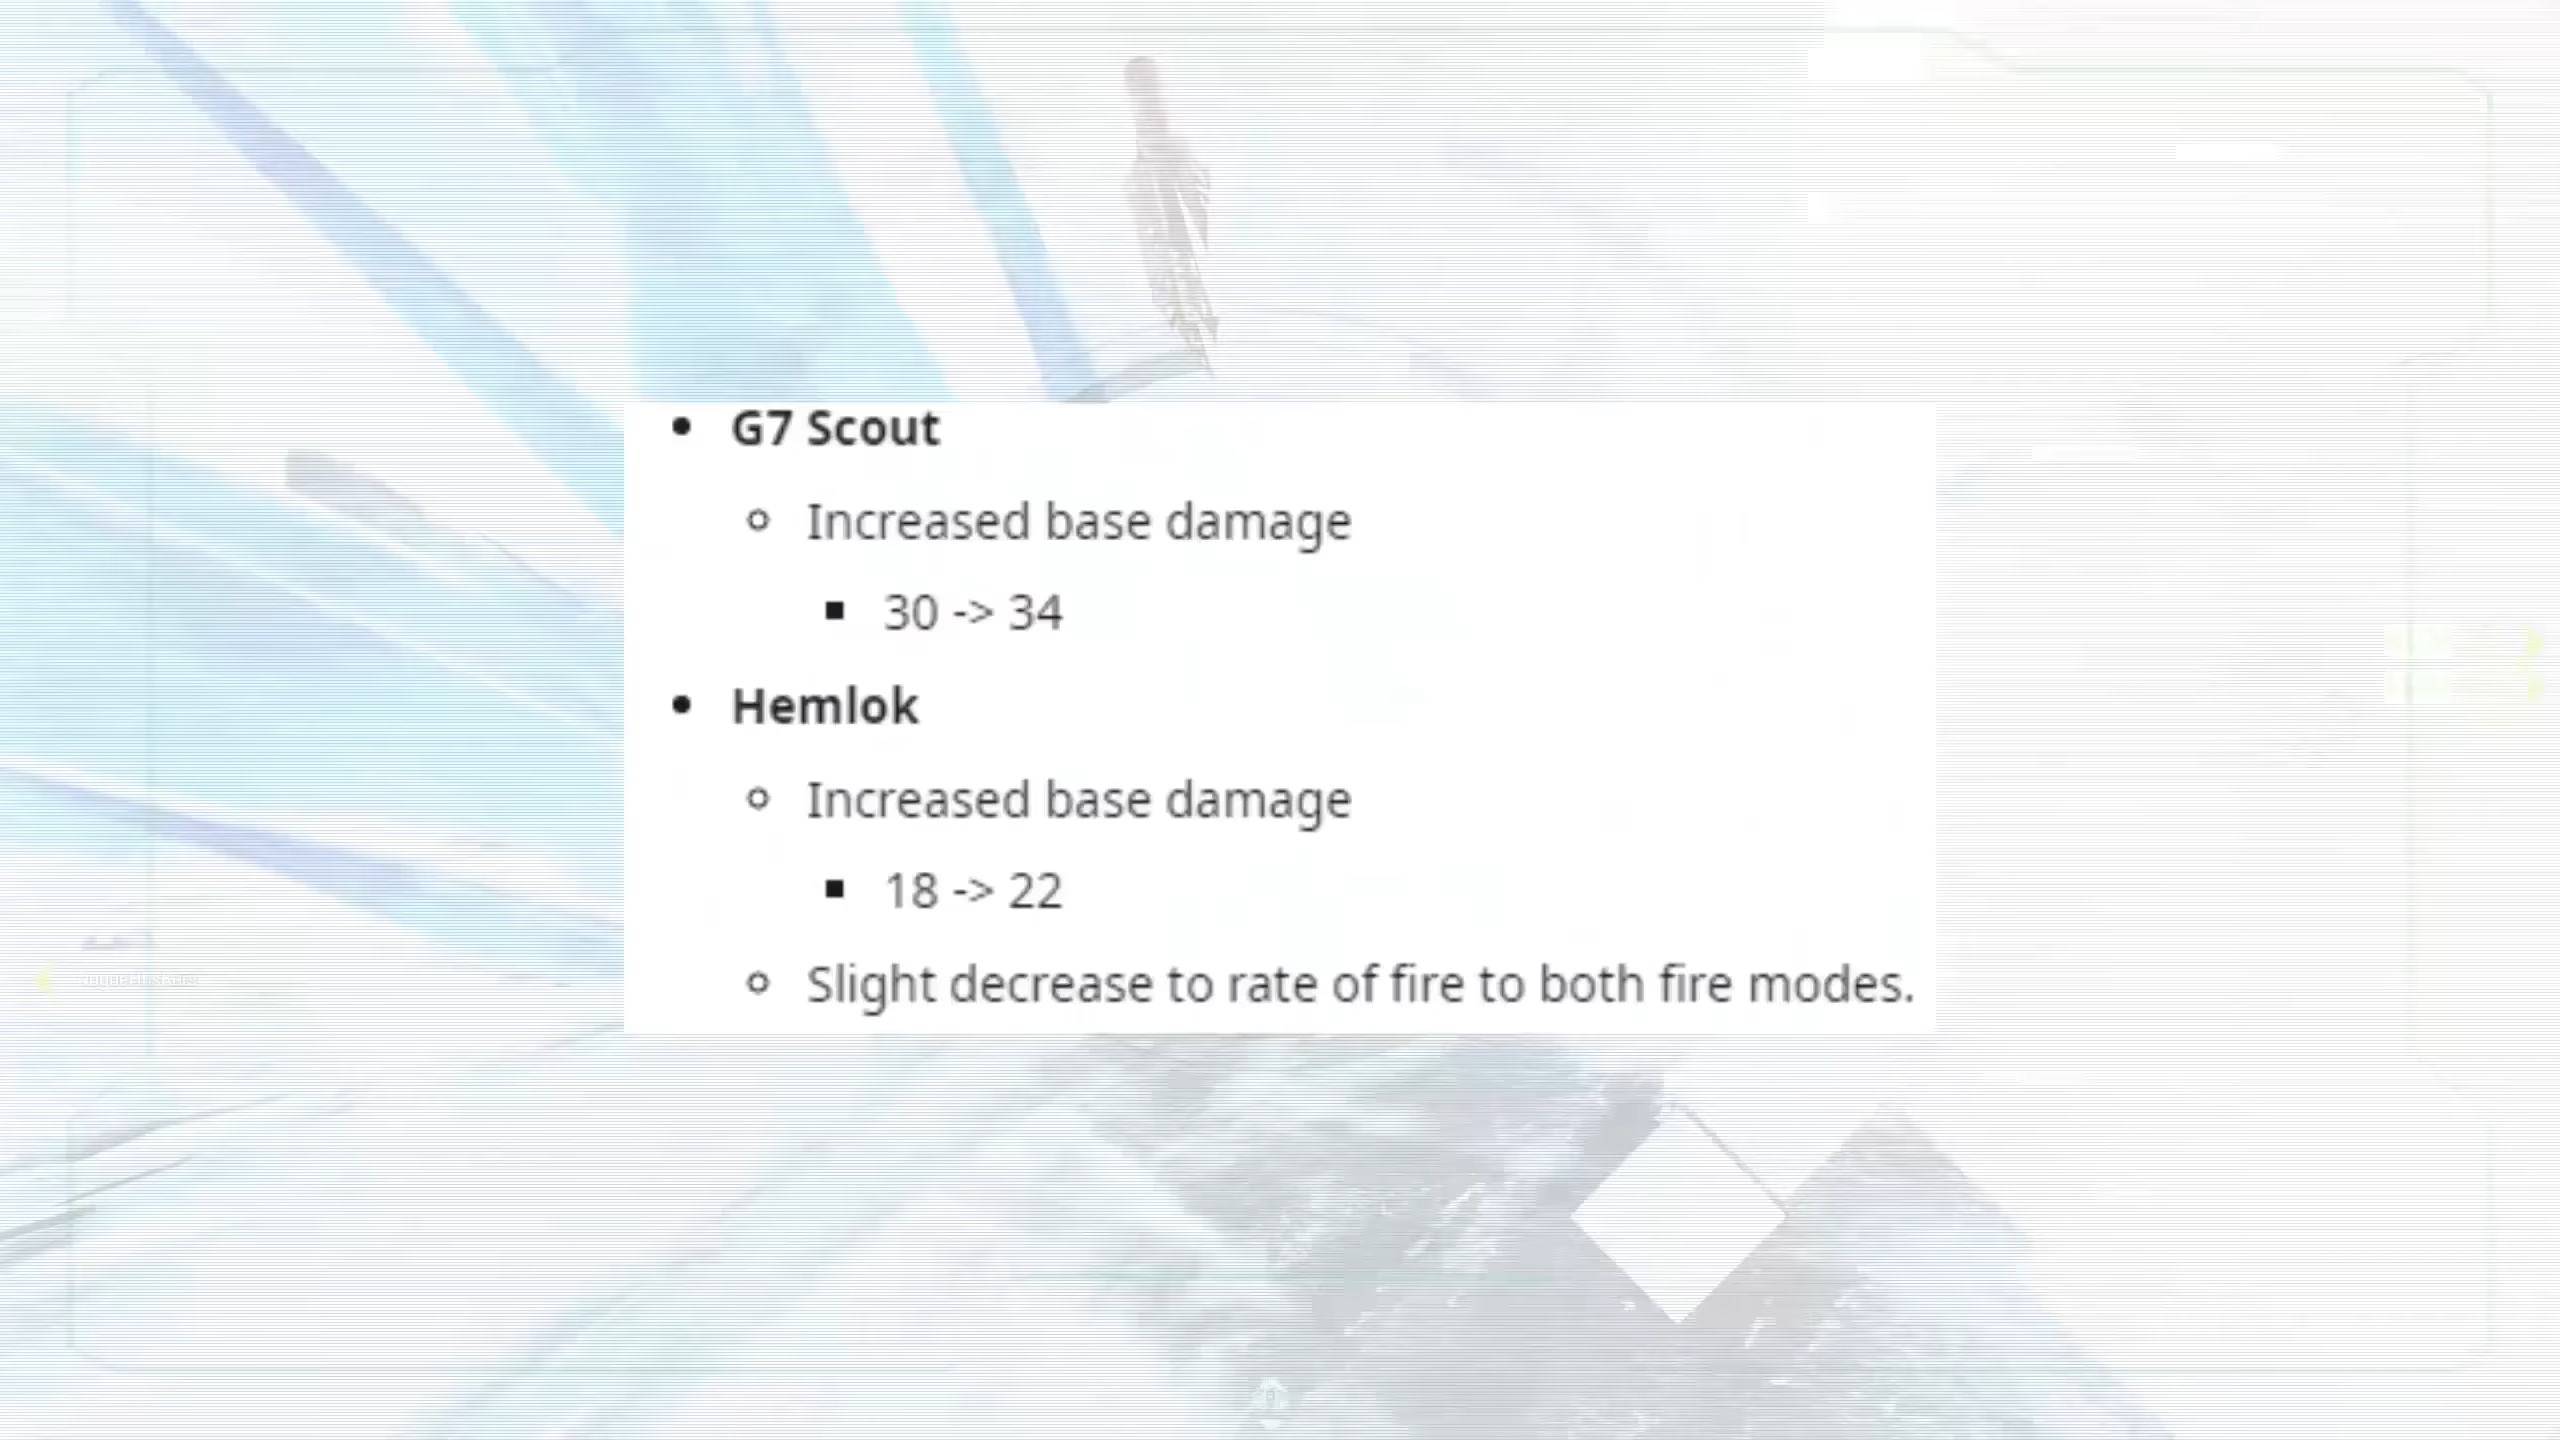 G7 Scout
Increased base damage
30 -> 34
Hemlok
Increased base damage
18 -> 22
Slight decrease to rate of fire to both fire modes.